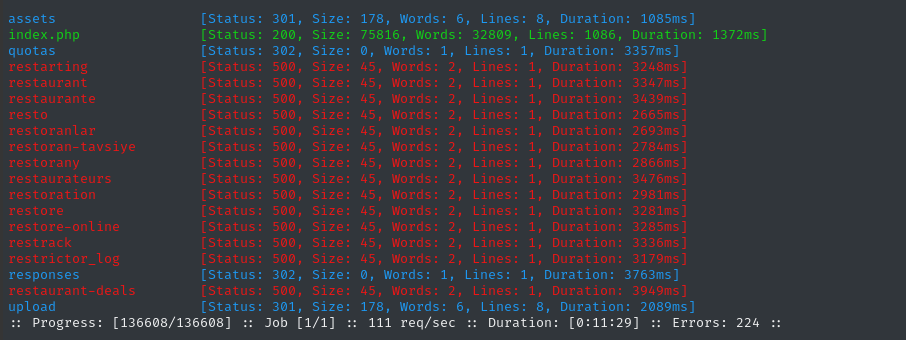 assets [Status: 301, Size: 178, Words: 6, Lines: 8, Duration: 1085ms]
index.php [Status: 200, Size: 75816, Words: 32809, Lines: 1086, Duration: 1372ms]
quotas [Status: 302, Size: 0, Words: 1, Lines: 1, Duration: 3357ms]
restarting [Status: 500, Size: 45, Words: 2, Lines: 1, Duration: 3248ms]
restaurant [Status: 500, Size: 45, Words: 2, Lines: 1, Duration: 3347ms]
restaurante [Status: 500, Size: 45, Words: 2, Lines: 1, Duration: 3439ms]
resto [Status: 500, Size: 45, Words: 2, Lines: 1, Duration: 2665ms]
restoranlar [Status: 500, Size: 45, Words: 2, Lines: 1, Duration: 2693ms]
restoran-tavsiye [Status: 500, Size: 45, Words: 2, Lines: 1, Duration: 2784ms]
restorany [Status: 500, Size: 45, Words: 2, Lines: 1, Duration: 2866ms]
restaurateurs [Status: 500, Size: 45, Words: 2, Lines: 1, Duration: 3476ms]
restoration [Status: 500, Size: 45, Words: 2, Lines: 1, Duration: 2981ms]
restore [Status: 500, Size: 45, Words: 2, Lines: 1, Duration: 3281ms]
restore-online [Status: 500, Size: 45, Words: 2, Lines: 1, Duration: 3285ms]
restrack [Status: 500, Size: 45, Words: 2, Lines: 1, Duration: 3336ms]
restrictor_log [Status: 500, Size: 45, Words: 2, Lines: 1, Duration: 3179ms]
responses [Status: 302, Size: 0, Words: 1, Lines: 1, Duration: 3763ms]
restaurant-deals [Status: 500, Size: 45, Words: 2, Lines: 1, Duration: 3949ms]
upload [Status: 301, Size: 178, Words: 6, Lines: 8, Duration: 2089ms]
:: Progress: [136608/136608] :: Job [1/1] :: 111 req/sec :: Duration: [0:11:29] :: Errors: 224 ::